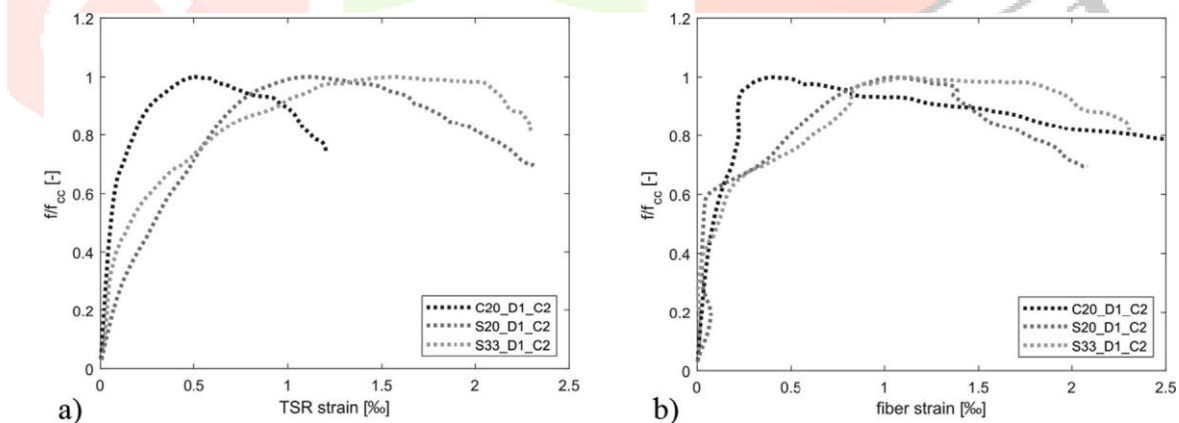 1.2
1
0.8
0.6
0.4
0.2
0
f/fcc [-]
0 0.5 1 1.5 2 2.5
TSR strain [‰]
C20_D1_C2
S20_D1_C2
S33_D1_C2
a)
1.2
1
0.8
0.6
0.4
0.2
0
f/fcc [-]
0 0.5 1 1.5 2 2.5
fiber strain [‰]
C20_D1_C2
S20_D1_C2
S33_D1_C2
b)